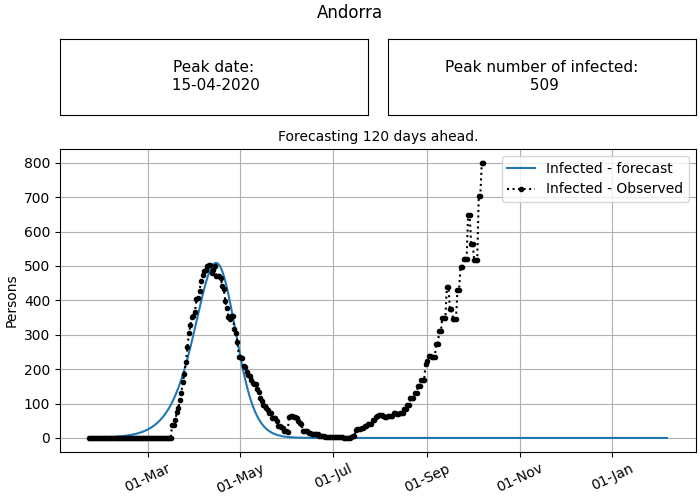 Andorra
Peak date:
15-04-2020
Peak number of infected:
509
Forecasting 120 days ahead.
800
700
600
500
400
300
200
100
0
Persons
Infected - forecast
Infected - Observed
01-Mar
01-May
01-Jul
01-Sep
01-Nov
01-Jan